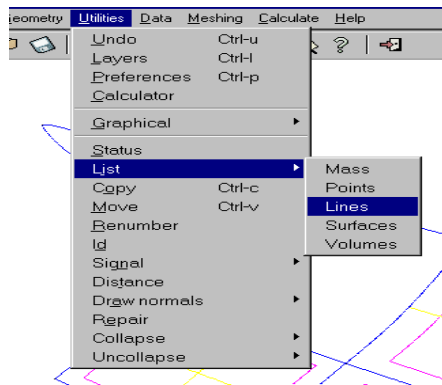 eometry Utilities Data Meshing Calculate Help
Undo Ctrl-u
Layers Ctrl-l
Preferences Ctrl-p
Calculator
Graphical
Status
List
Mass
Copy Ctrl-c
Points
Move Ctrl-v
Lines
Renumber
Surfaces
Id
Volumes
Signal
Distance
Draw normals
Repair
Collapse
Uncollapse